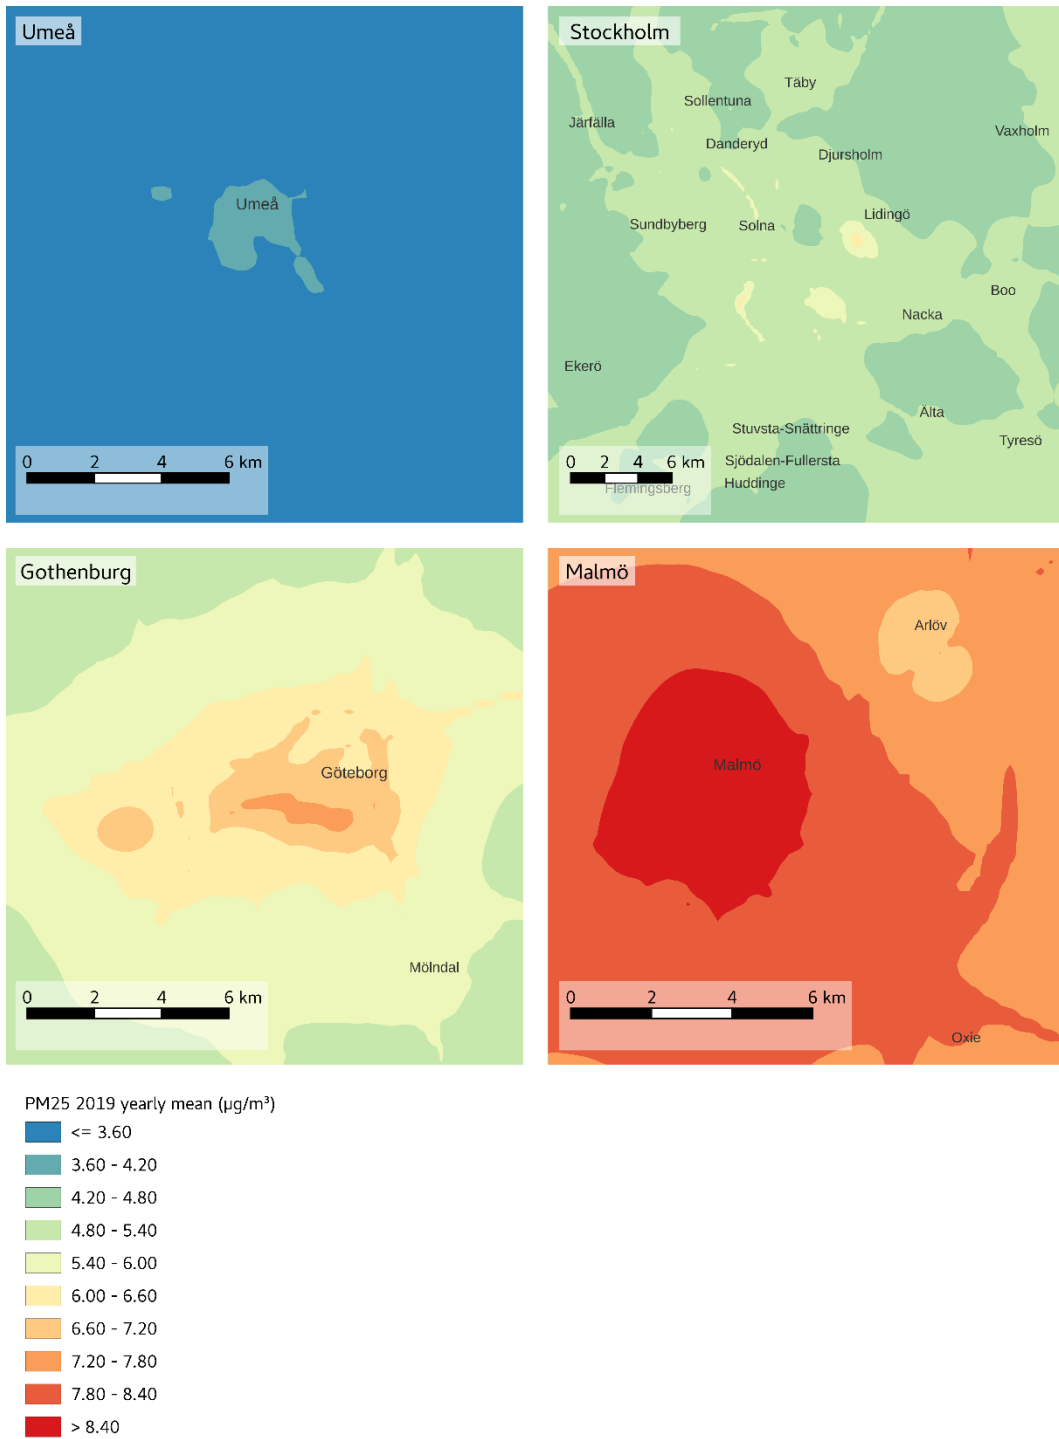 Umeå
Umeå
0 2 4 6 km
Stockholm
Täby
Sollentuna
Järfälla
Vaxholm
Danderyd
Djursholm
Lidingö
Sundbyberg
Solna
Boo
Nacka
Ekerö
Älta
Stuvsta-Snättringe
Tyresö
Sjödalen-Fullersta
0 2 4 6 km
Huddinge
Flemingsberg
Gothenburg
Göteborg
Mölndal
0 2 4 6 km
Malmö
Arlöv
Malmö
0 2 4 6 km
Oxie
PM25 2019 yearly mean (µg/m³)
<= 3.60
3.60 - 4.20
4.20 - 4.80
4.80 - 5.40
5.40 - 6.00
6.00 - 6.60
6.60 - 7.20
7.20 - 7.80
7.80 - 8.40
> 8.40